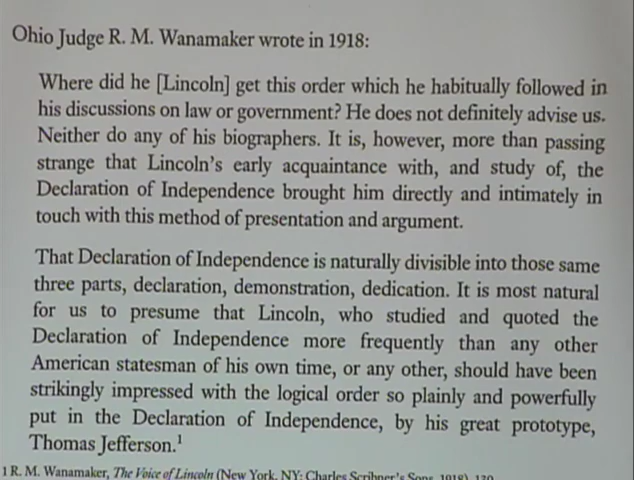 Ohio Judge R. M. Wanamaker wrote in 1918:
Where did he [Lincoln] get this order which he habitually followed in
his discussions on law or government? He does not definitely advise us.
Neither do any of his biographers. It is, however, more than passing
strange that Lincoln's early acquaintance with, and study of, the
Declaration of Independence brought him directly and intimately in
touch with this method of presentation and argument.
That Declaration of Independence is naturally divisible into those same
three parts, declaration, demonstration, dedication. It is most natural
for us to presume that Lincoln, who studied and quoted the
Declaration of Independence more frequently than any other
American statesman of his own time, or any other, should have been
strikingly impressed with the logical order so plainly and powerfully
put in the Declaration of Independence, by his great prototype,
Thomas Jefferson.¹
1 R. M. Wanamaker, The Voice of Lincoln (New York, NY: Charles Scribner's Sons, 1918)